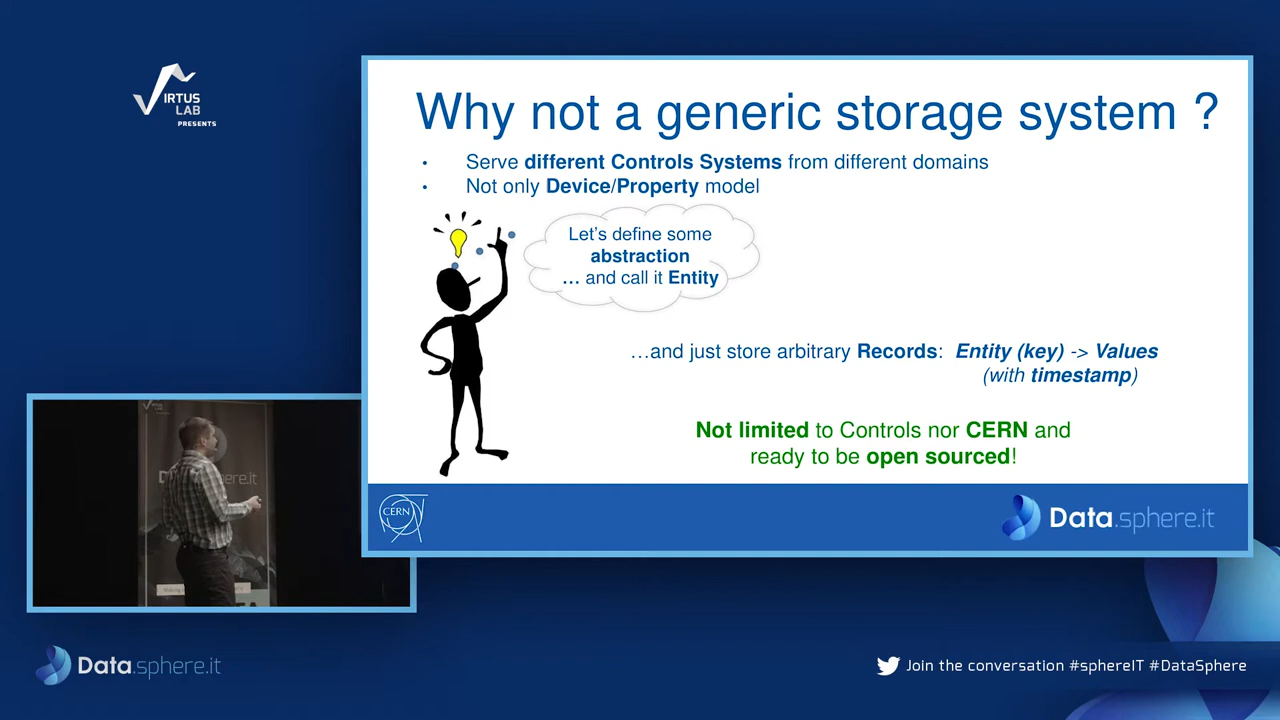 VIRTUS
LAB
PRESENTS
Why not a generic storage system ?
• Serve different Controls Systems from different domains
• Not only Device/Property model
Let's define some
abstraction
… and call it Entity
…and just store arbitrary Records: Entity (key) -> Values
(with timestamp)
Not limited to Controls nor CERN and
ready to be open sourced!
CERN
Data.sphere.it
Data.sphere.it
Join the conversation #sphereIT #DataSphere